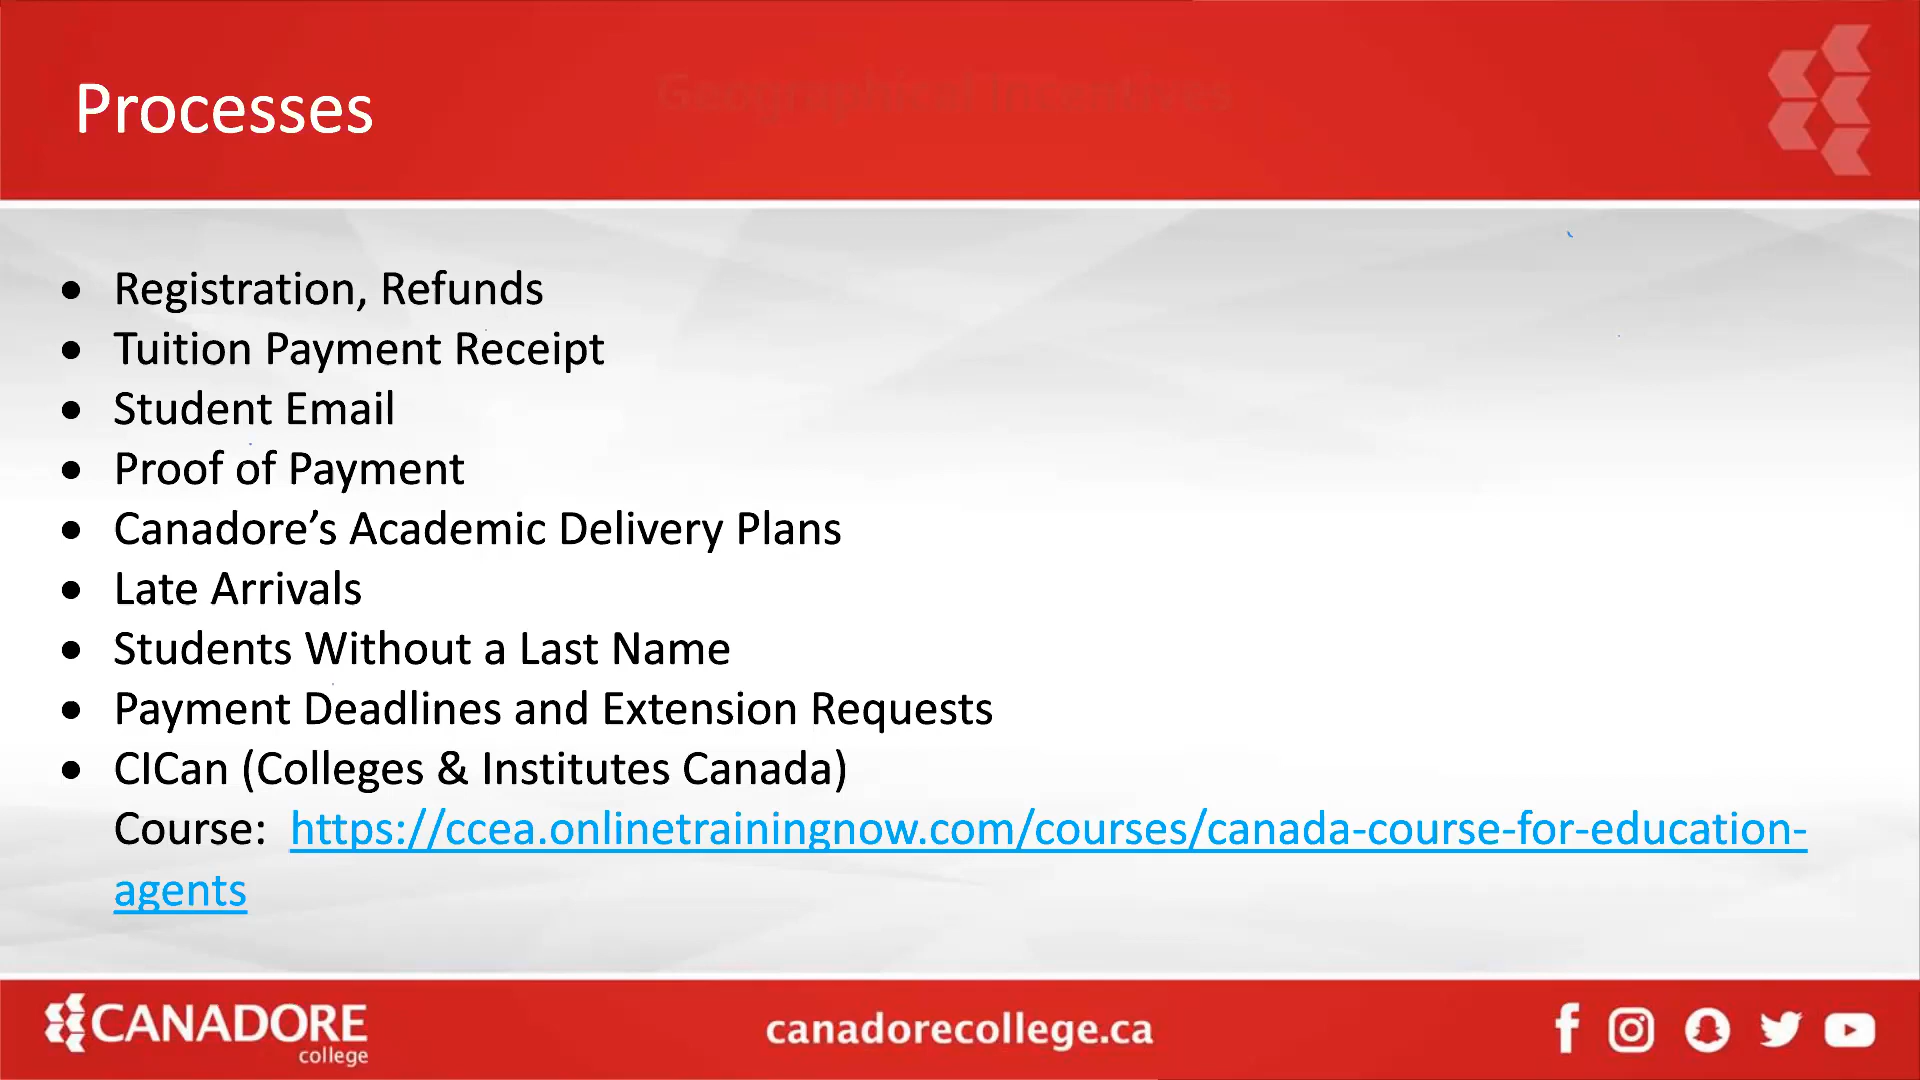 Geographical Incentives
Processes
• Registration, Refunds
• Tuition Payment Receipt
• Student Email
• Proof of Payment
• Canadore’s Academic Delivery Plans
• Late Arrivals
• Students Without a Last Name
• Payment Deadlines and Extension Requests
• CICan (Colleges & Institutes Canada)
Course: https://ccea.onlinetrainingnow.com/courses/canada-course-for-education-
agents
CANADORE
college
canadorecollege.ca